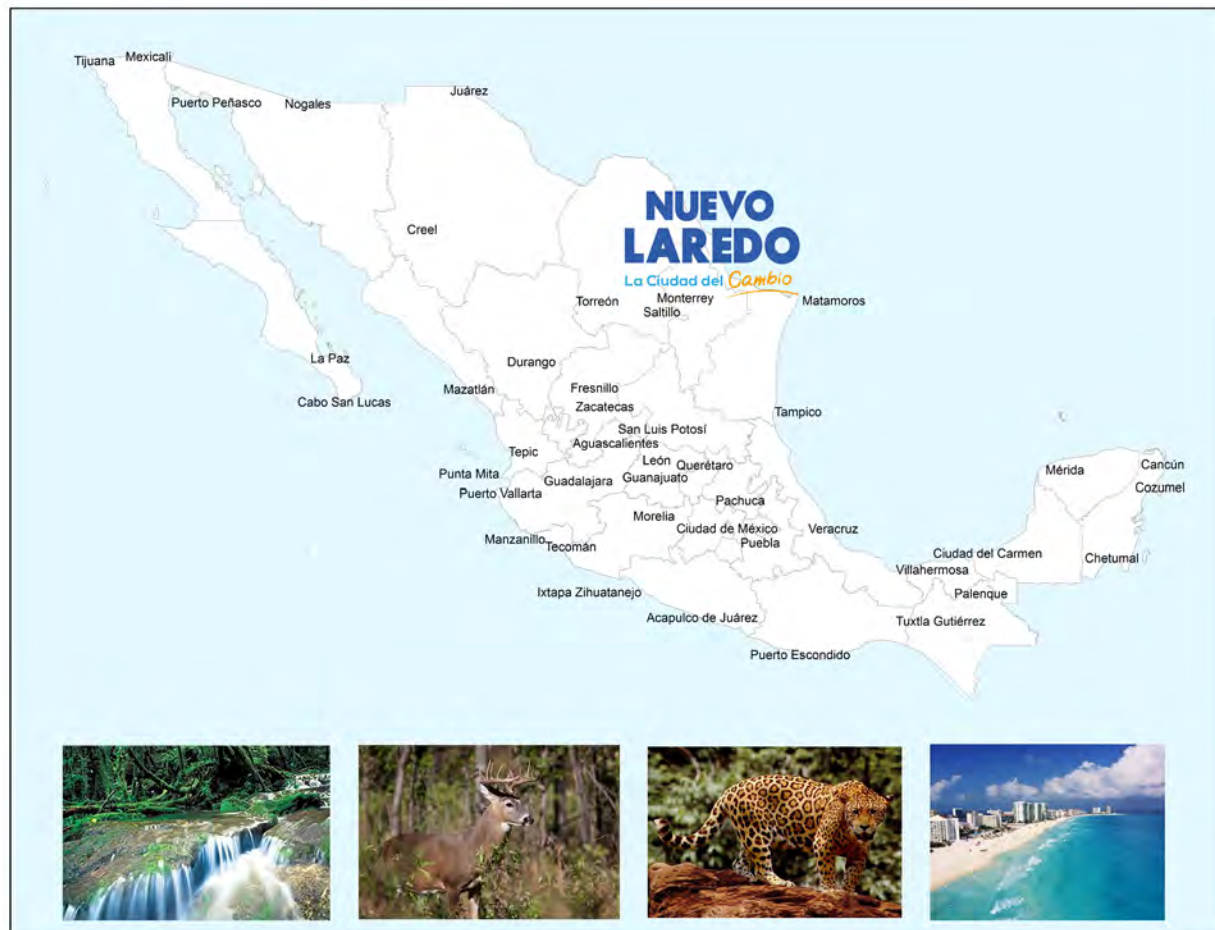 Tijuana
Mexicali
Puerto Peñasco
Nogales
Juárez
Creel
NUEVO
LAREDO
La Ciudad del Cambio
Torreón
Monterrey
Saltillo
Matamoros
La Paz
Durango
Cabo San Lucas
Mazatlán
Fresnillo
Zacatecas
Tampico
San Luis Potosí
Aguascalientes
Tepic
León
Querétaro
Punta Mita
Guadalajara
Guanajuato
Puerto Vallarta
Mérida
Cancún
Cozumel
Pachuca
Morelia
Ciudad de México
Veracruz
Manzanillo
Tecomán
Puebla
Ciudad del Carmen
Chetumal
Villahermosa
Ixtapa Zihuatanejo
Palenque
Acapulco de Juárez
Tuxtla Gutiérrez
Puerto Escondido